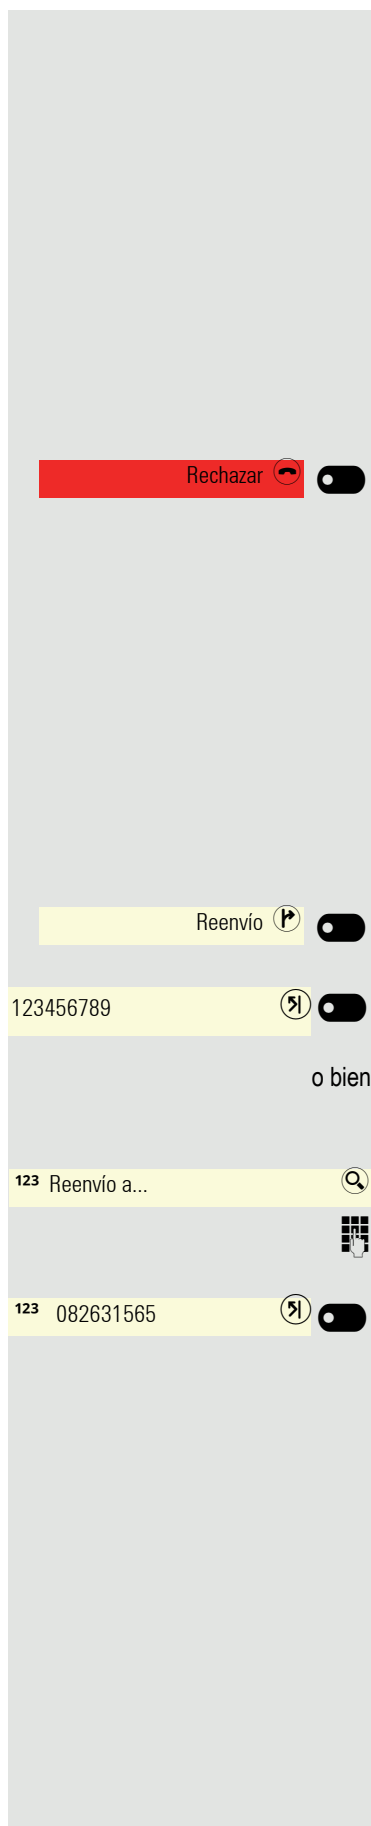 Rechazar
Reenvío
123456789
o bien
123 Reenvío a...
123 082631565